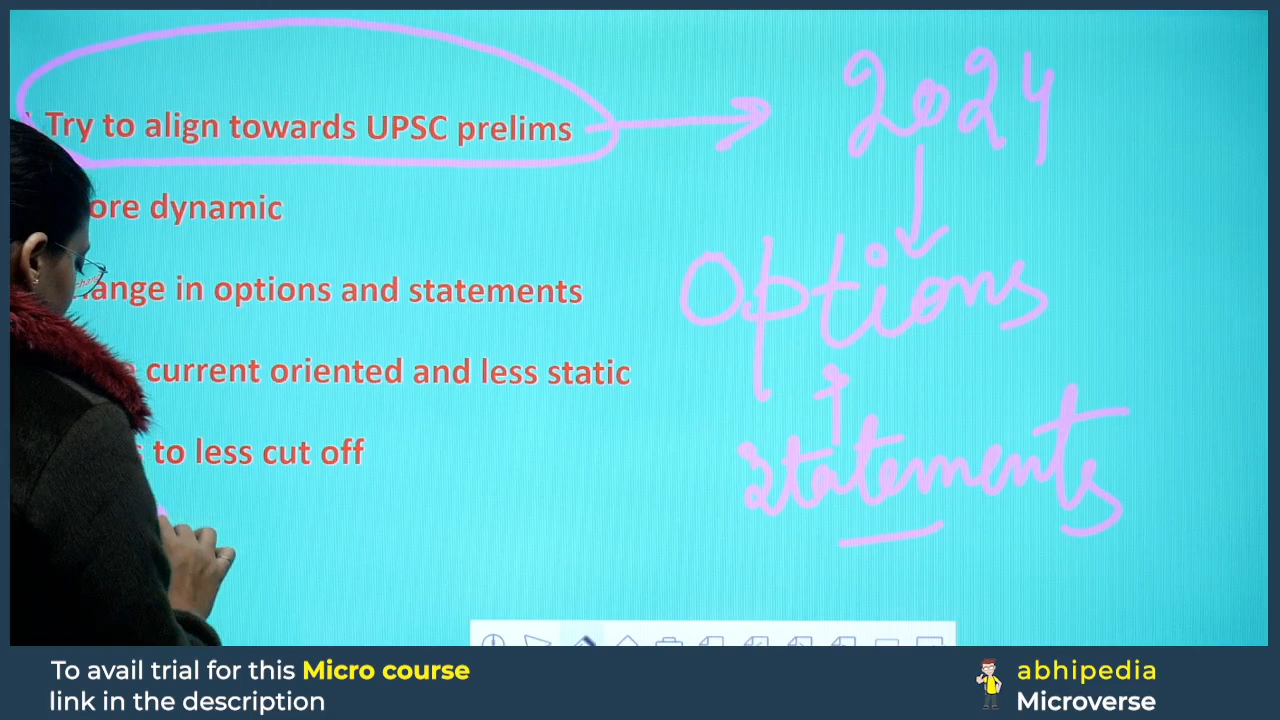 Try to align towards UPSC prelims
ore dynamic
ange in options and statements
current oriented and less static
to less cut off
2024
Options
statements
To avail trial for this Micro course
link in the description
abhipedia
Microverse